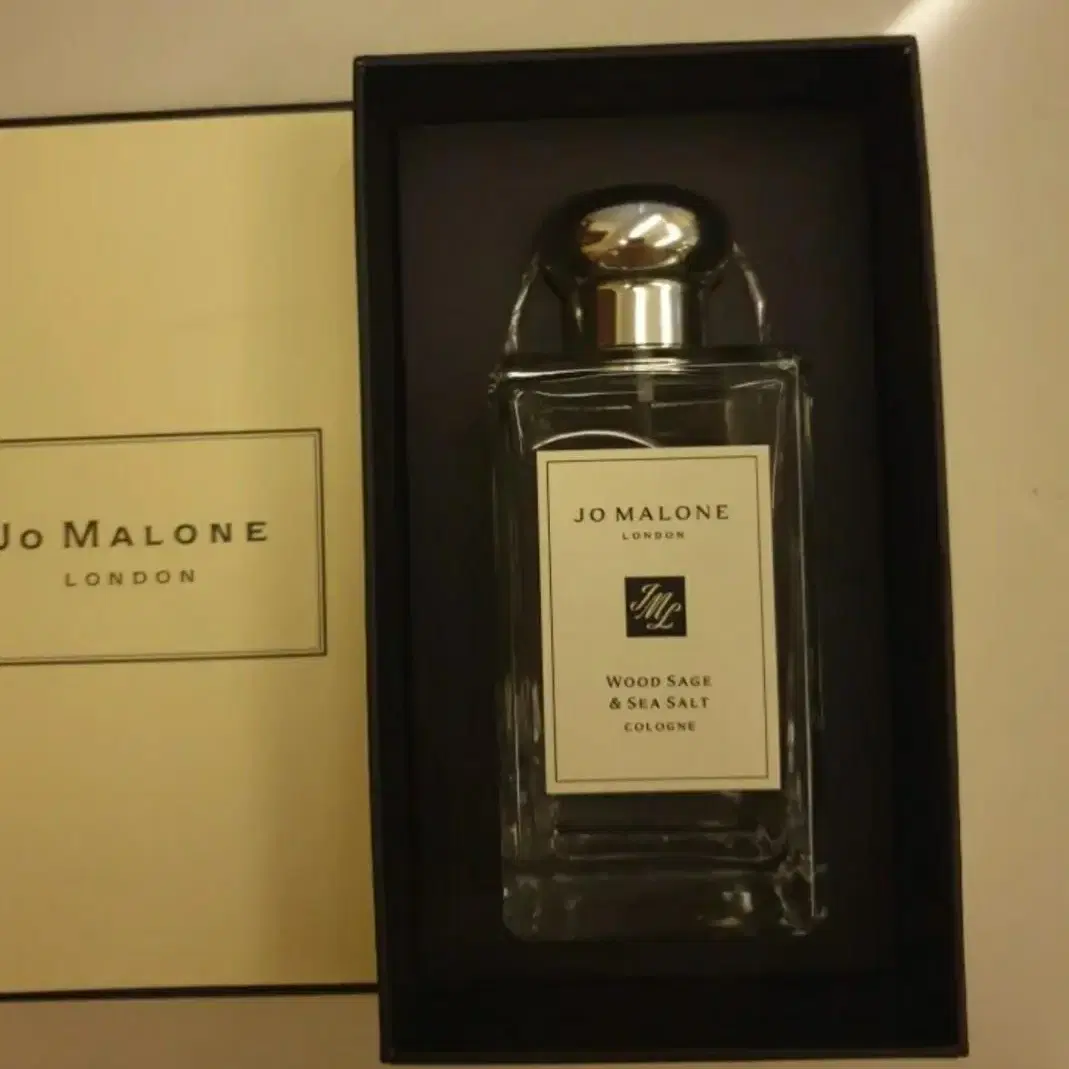 JO MALONE
LONDON
JO MALONE
LONDON
JML
WOOD SAGE
& SEA SALT
COLOGNE